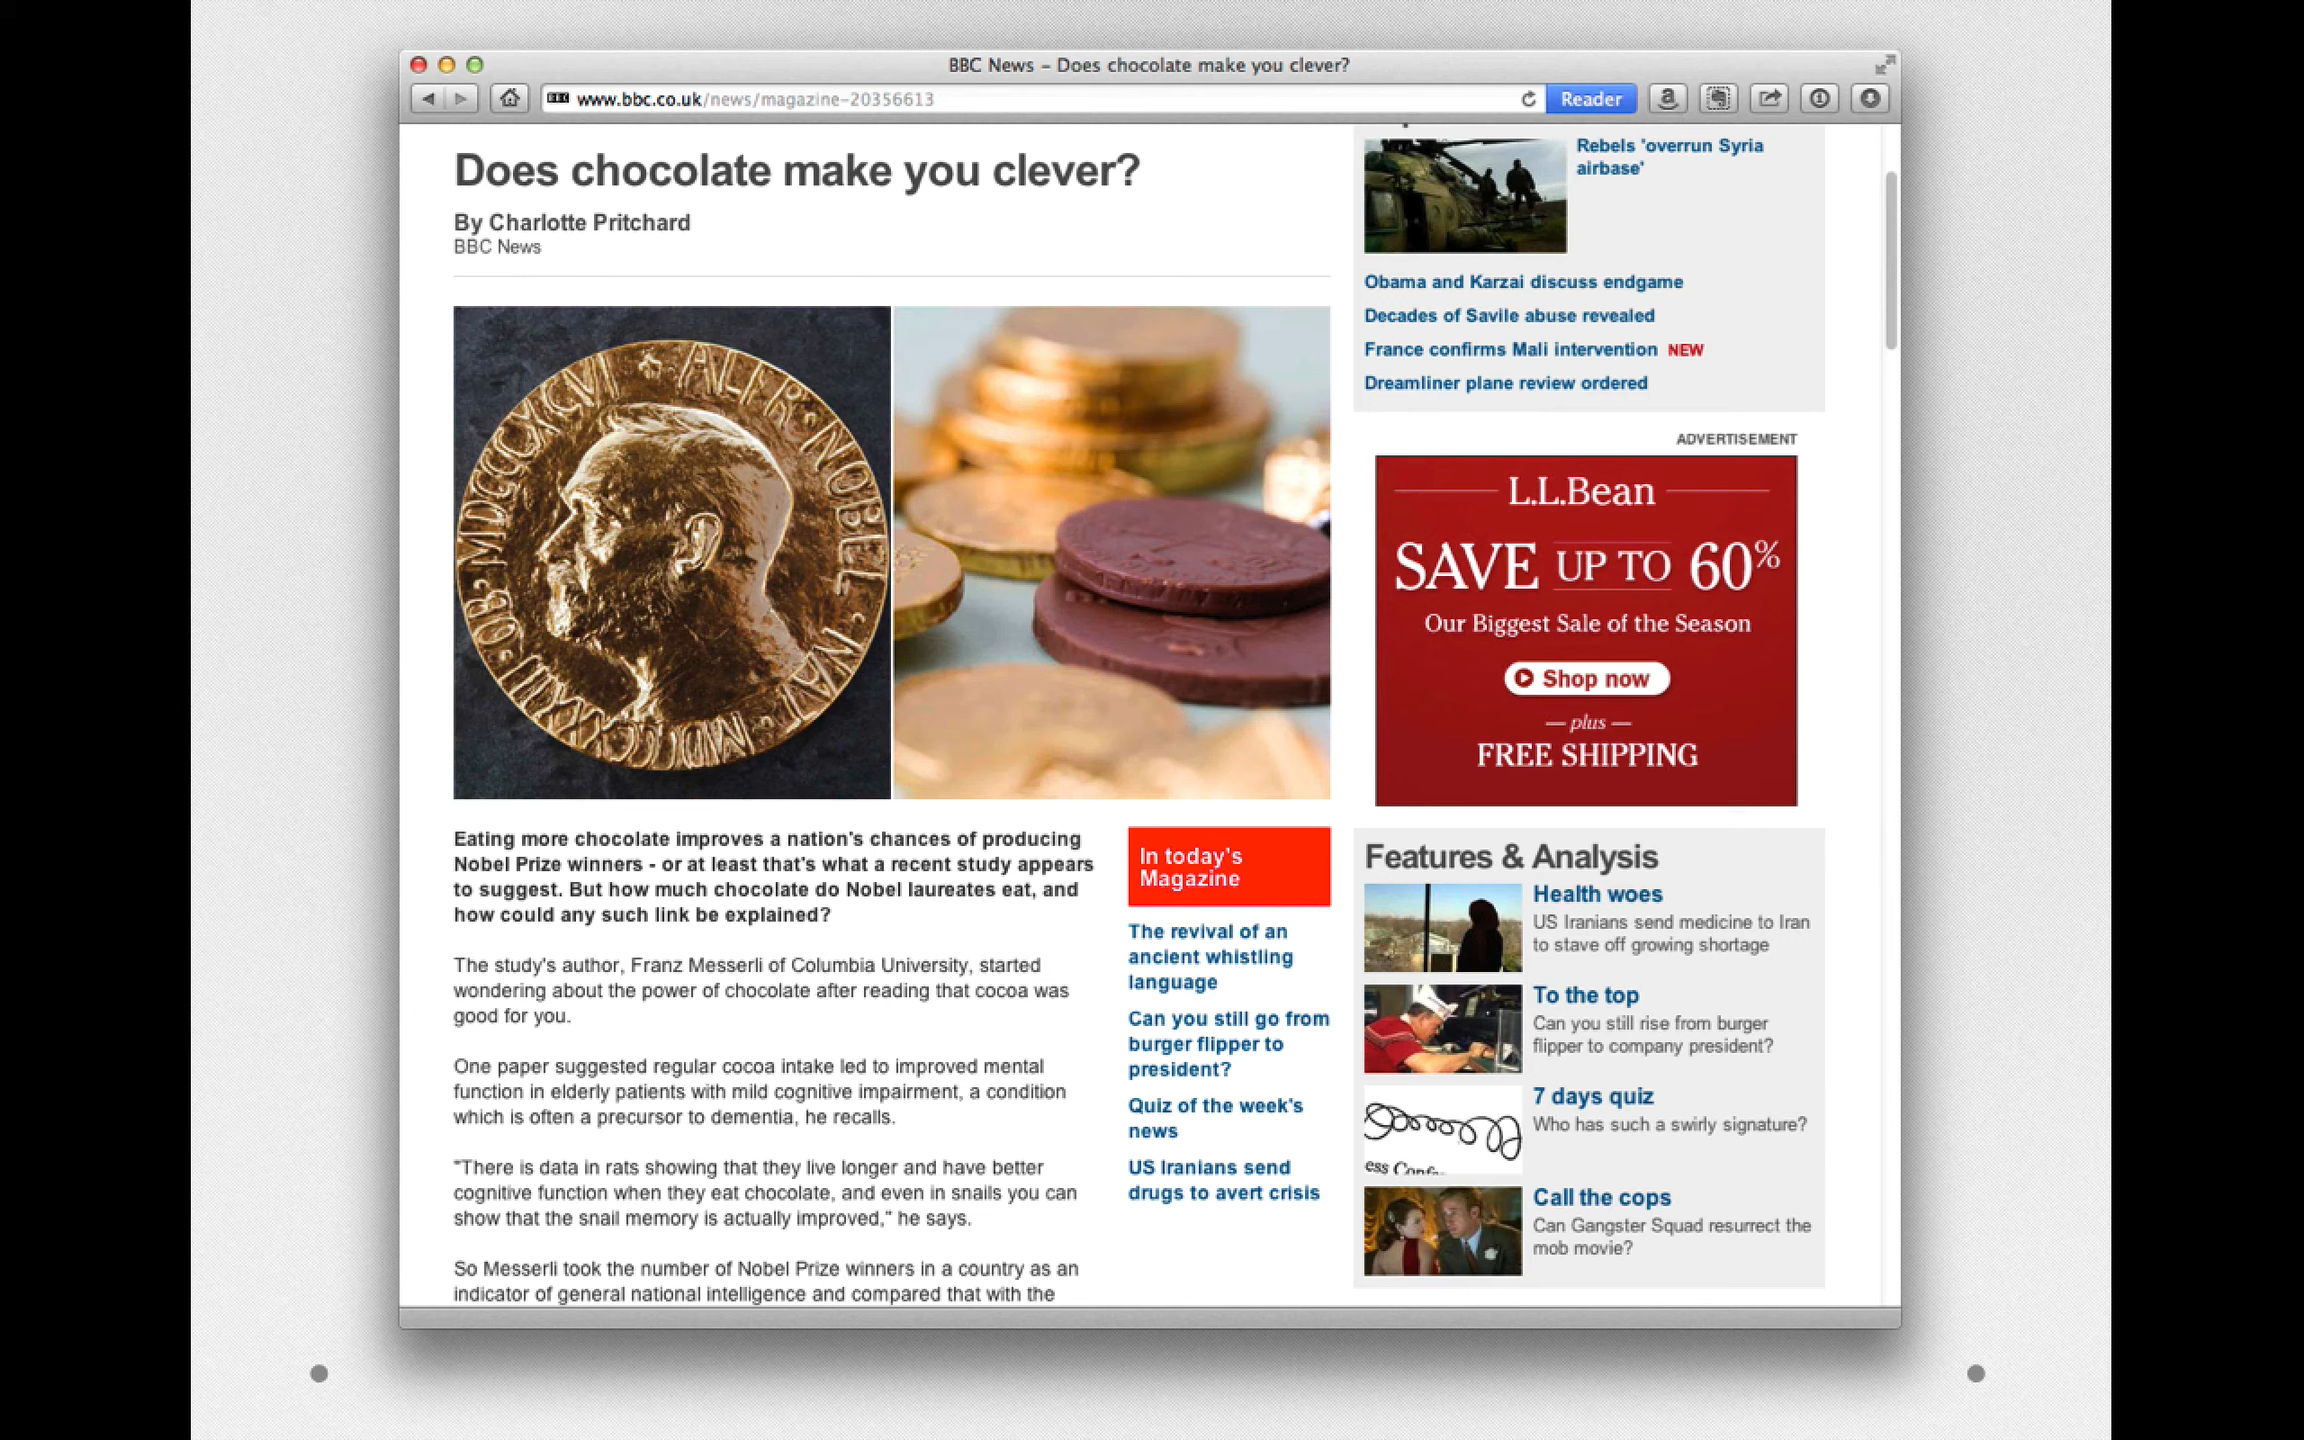 BBC News – Does chocolate make you clever?
www.bbc.co.uk/news/magazine-20356613
Reader
Does chocolate make you clever?
By Charlotte Pritchard
BBC News
ALFR· NOBEL
NAT·
MDCCC
XXXIII
OB·
MDCCCXCVI
Eating more chocolate improves a nation's chances of producing
Nobel Prize winners - or at least that's what a recent study appears
to suggest. But how much chocolate do Nobel laureates eat, and
how could any such link be explained?
The study's author, Franz Messerli of Columbia University, started
wondering about the power of chocolate after reading that cocoa was
good for you.
One paper suggested regular cocoa intake led to improved mental
function in elderly patients with mild cognitive impairment, a condition
which is often a precursor to dementia, he recalls.
"There is data in rats showing that they live longer and have better
cognitive function when they eat chocolate, and even in snails you can
show that the snail memory is actually improved," he says.
So Messerli took the number of Nobel Prize winners in a country as an
indicator of general national intelligence and compared that with the
In today's
Magazine
The revival of an
ancient whistling
language
Can you still go from
burger flipper to
president?
Quiz of the week's
news
US Iranians send
drugs to avert crisis
Rebels 'overrun Syria
airbase'
Obama and Karzai discuss endgame
Decades of Savile abuse revealed
France confirms Mali intervention NEW
Dreamliner plane review ordered
ADVERTISEMENT
L.L.Bean
SAVE UP TO 60%
Our Biggest Sale of the Season
Shop now
— plus —
FREE SHIPPING
Features & Analysis
Health woes
US Iranians send medicine to Iran
to stave off growing shortage
To the top
Can you still rise from burger
flipper to company president?
7 days quiz
Who has such a swirly signature?
ess Conf
Call the cops
Can Gangster Squad resurrect the
mob movie?